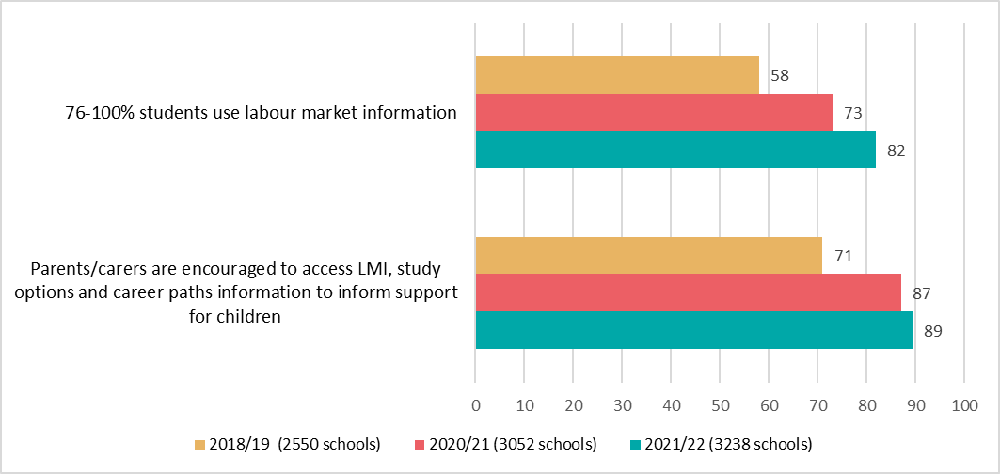 76-100% students use labour market information
58
73
82
Parents/carers are encouraged to access LMI, study
options and career paths information to inform support
for children
71
87
89
0 10 20 30 40 50 60 70 80 90 100
2018/19 (2550 schools) 2020/21 (3052 schools) 2021/22 (3238 schools)